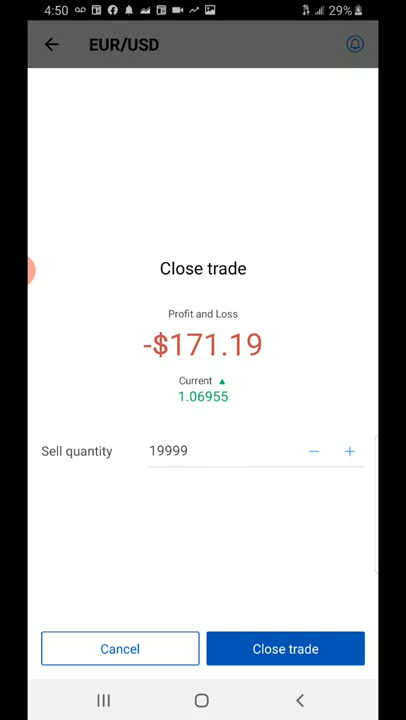 4:50 29%
EUR/USD
Close trade
Profit and Loss
-$171.19
Current ▲
1.06955
Sell quantity 19999 − +
Cancel Close trade